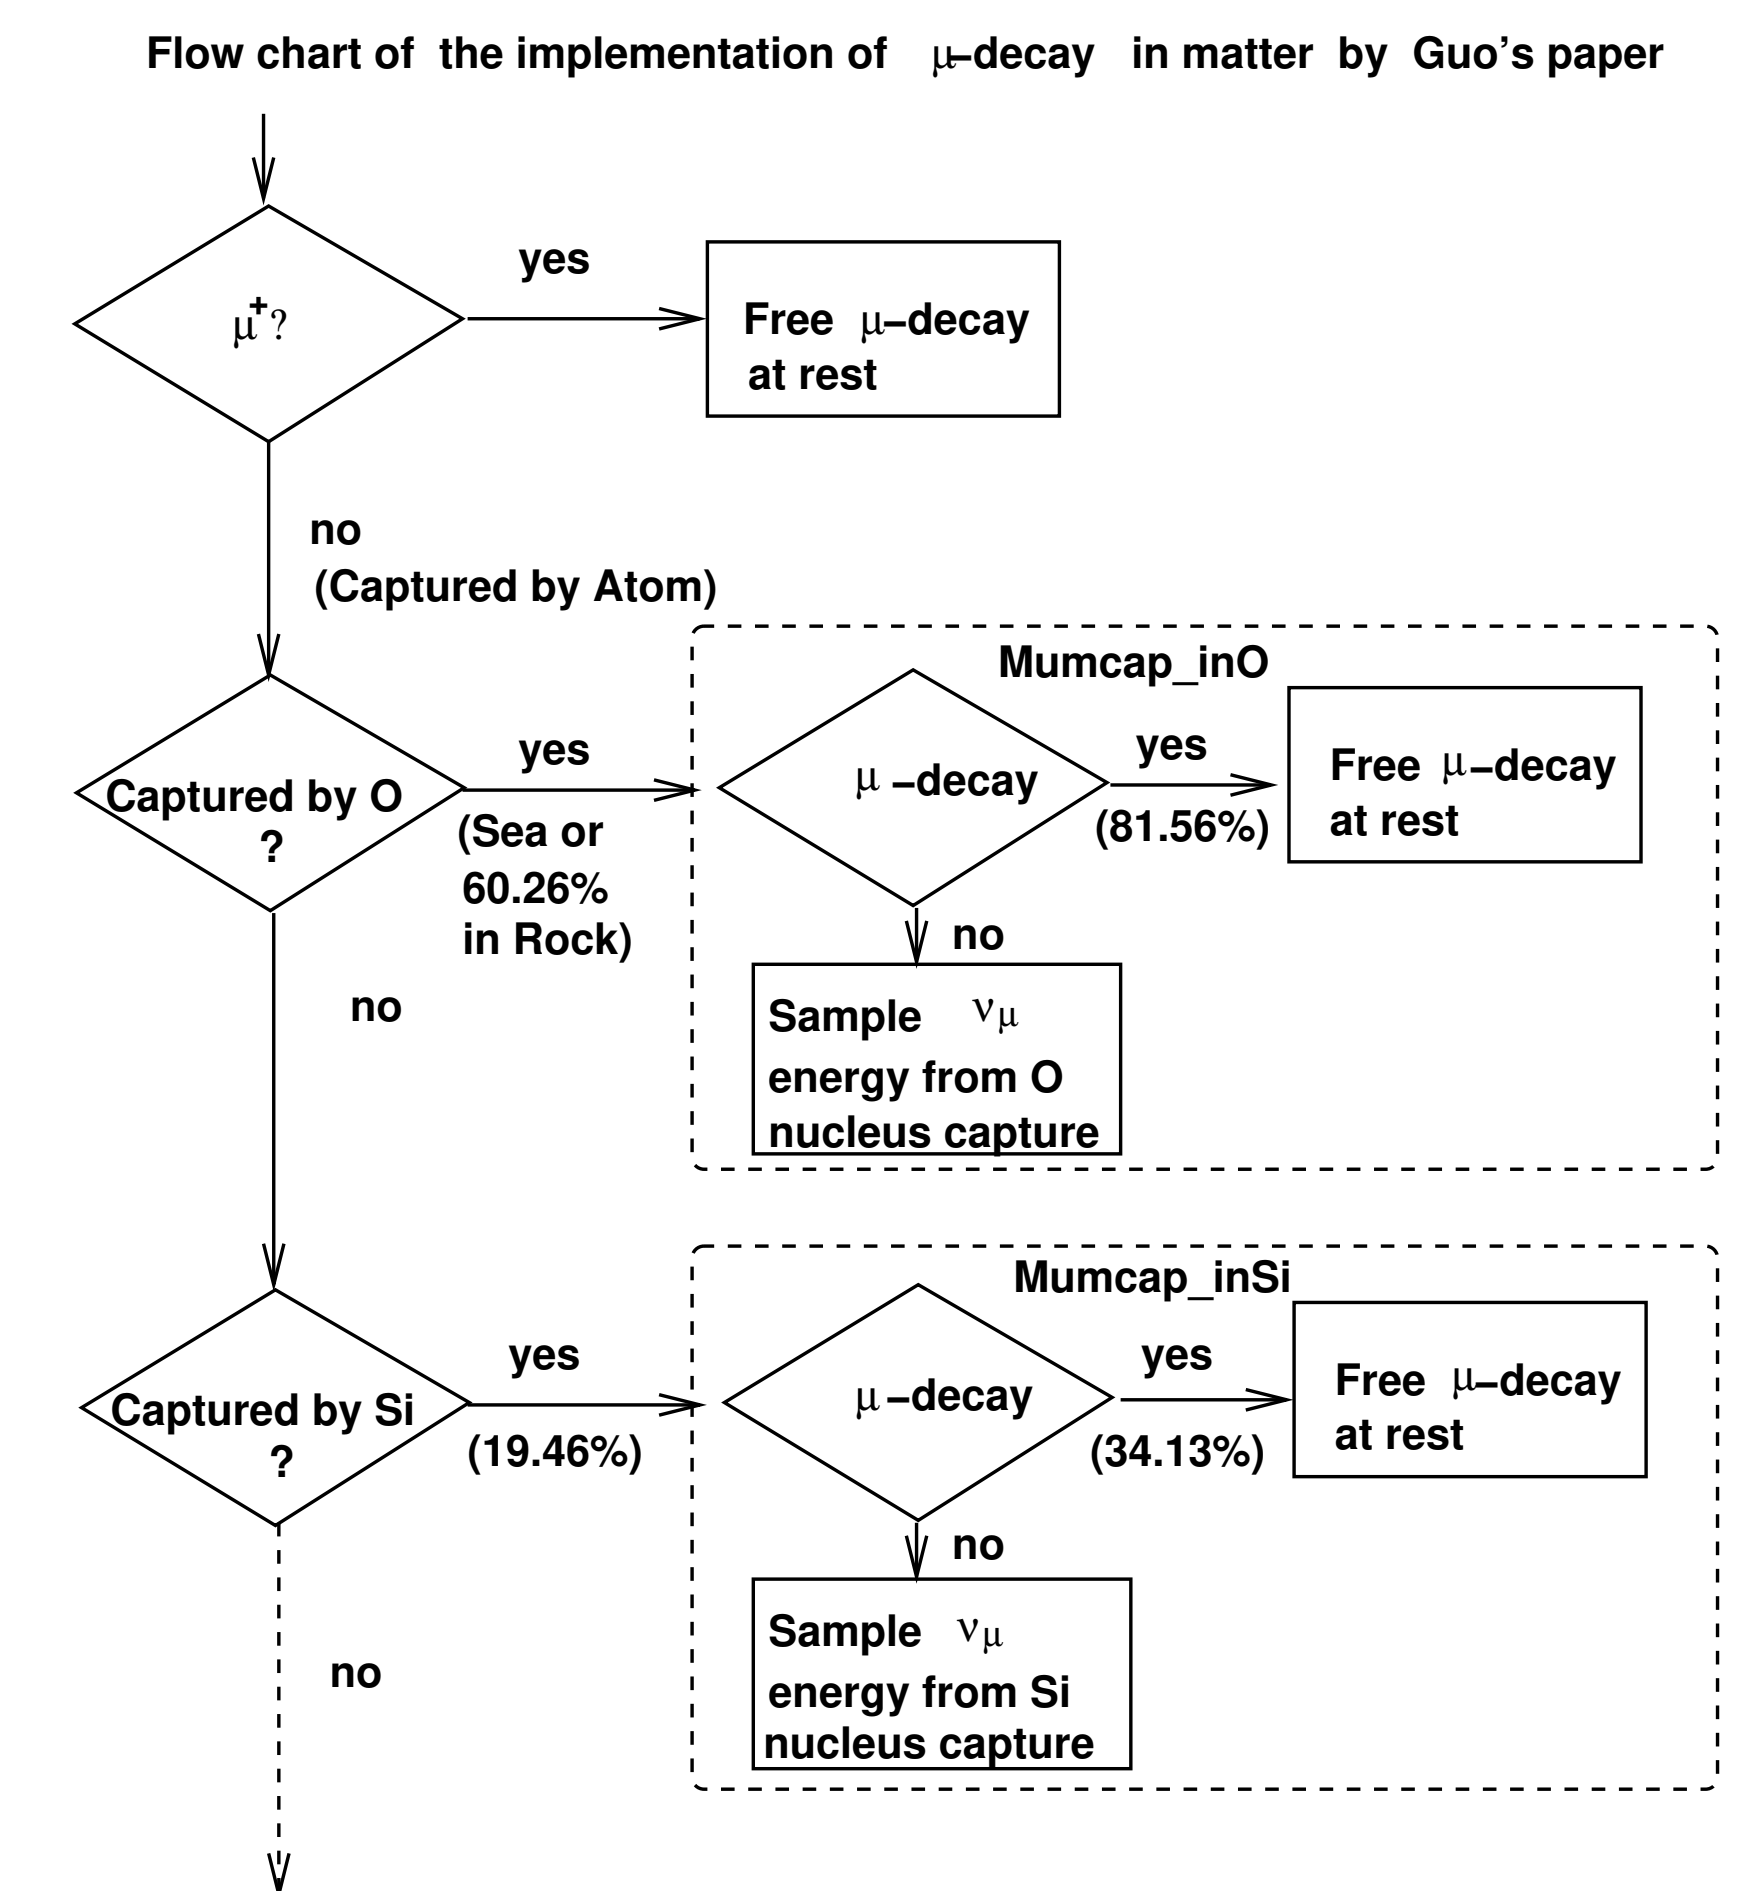 Flow chart of the implementation of μ-decay in matter by Guo's paper
yes
μ+?
Free μ-decay
at rest
no
(Captured by Atom)
Mumcap_inO
yes
yes
Captured by O
?
μ -decay
Free μ-decay
at rest
(Sea or
60.26%
in Rock)
(81.56%)
no
no
Sample νμ
energy from O
nucleus capture
Mumcap_inSi
yes
yes
Captured by Si
?
μ -decay
Free μ-decay
at rest
(19.46%)
(34.13%)
no
Sample νμ
energy from Si
nucleus capture
no